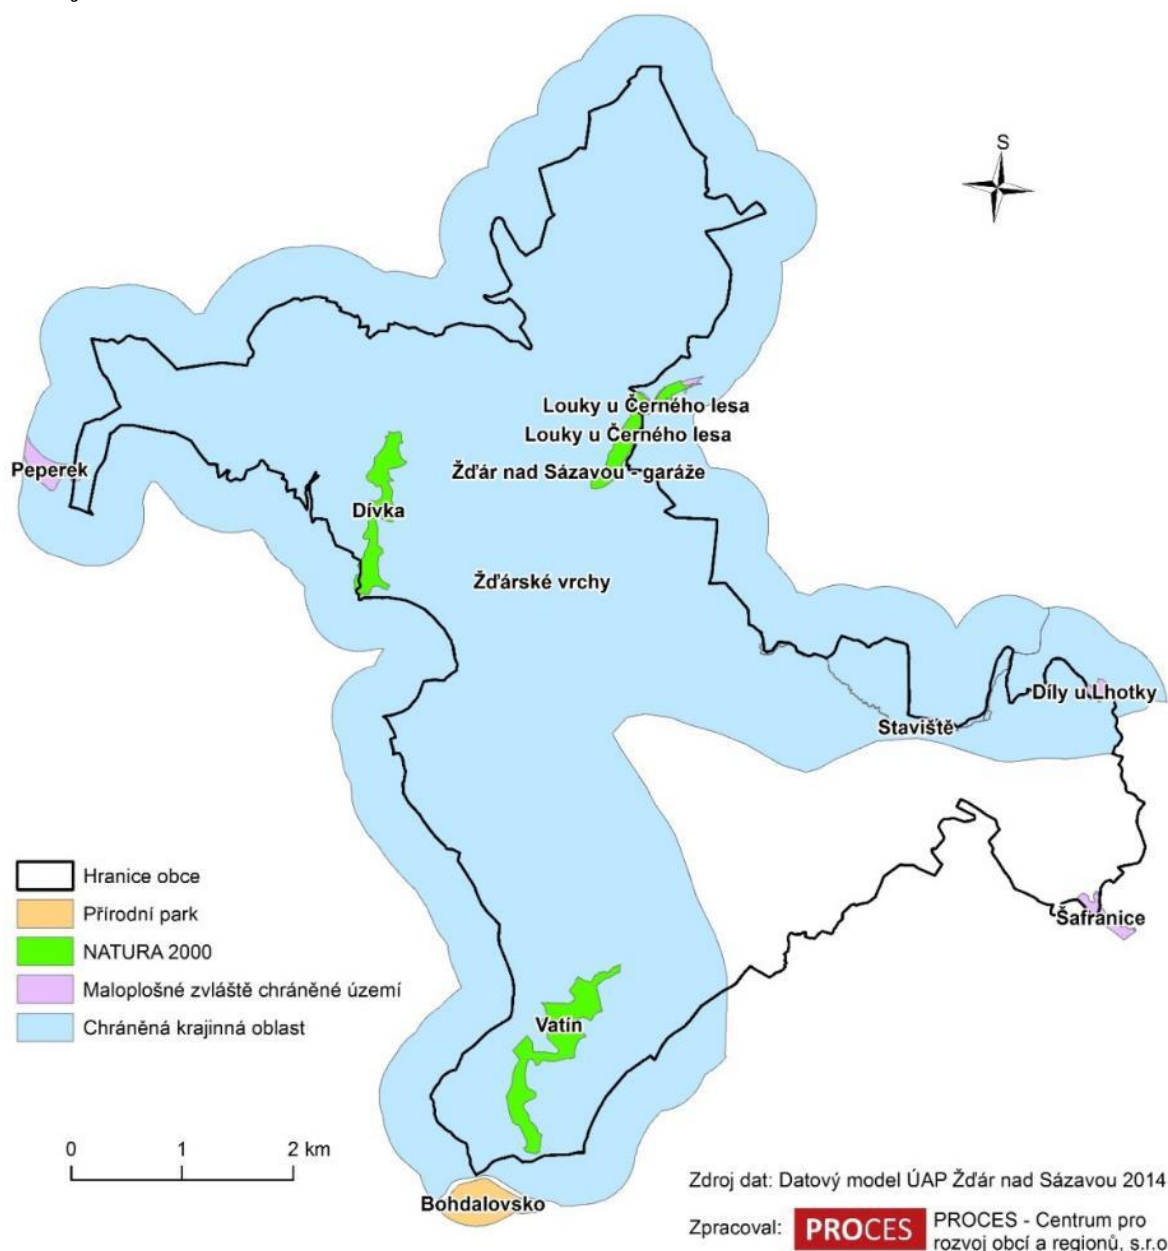 S
Louky u Černého lesa
Louky u Černého lesa
Peperek
Žďár nad Sázavou - garáže
Dívka
Žďárské vrchy
Díly u Lhotky
Staviště
Hranice obce
Přírodní park
Šafranice
NATURA 2000
Maloplošné zvláště chráněné území
Chráněná krajinná oblast
Vatín
0 1 2 km
Zdroj dat: Datový model ÚAP Žďár nad Sázavou 2014
Bohdalovsko
Zpracoval: PROCES PROCES - Centrum pro
rozvoj obcí a regionů, s.r.o